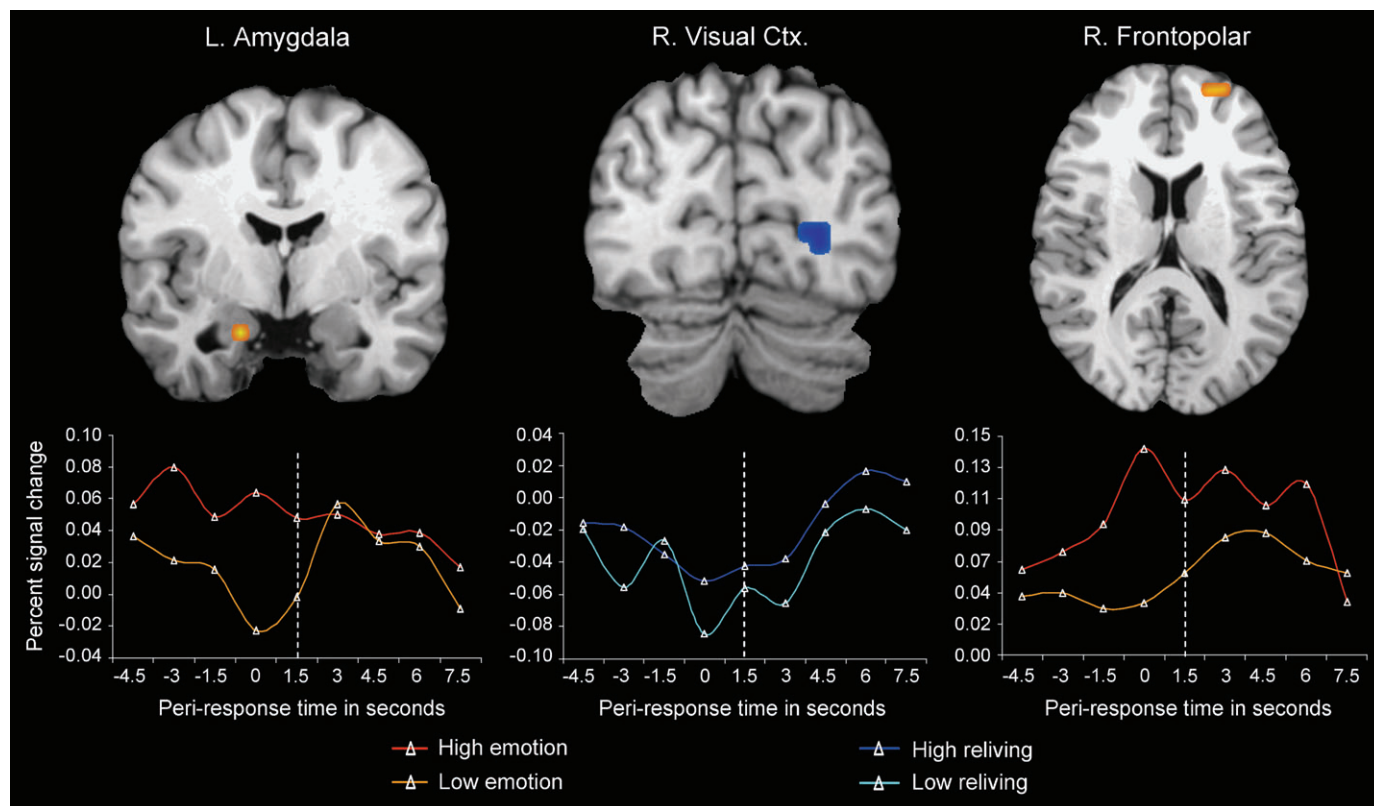 L. Amygdala
R. Visual Ctx.
R. Frontopolar
Percent signal change
0.10
0.08
0.06
0.04
0.02
0.00
-0.02
-0.04
-4.5 -3 -1.5 0 1.5 3 4.5 6 7.5
Peri-response time in seconds
0.04
0.02
0.00
-0.02
-0.04
-0.06
-0.08
-0.10
-4.5 -3 -1.5 0 1.5 3 4.5 6 7.5
Peri-response time in seconds
0.15
0.13
0.11
0.09
0.07
0.06
0.04
0.02
0.00
-4.5 -3 -1.5 0 1.5 3 4.5 6 7.5
Peri-response time in seconds
High emotion
Low emotion
High reliving
Low reliving